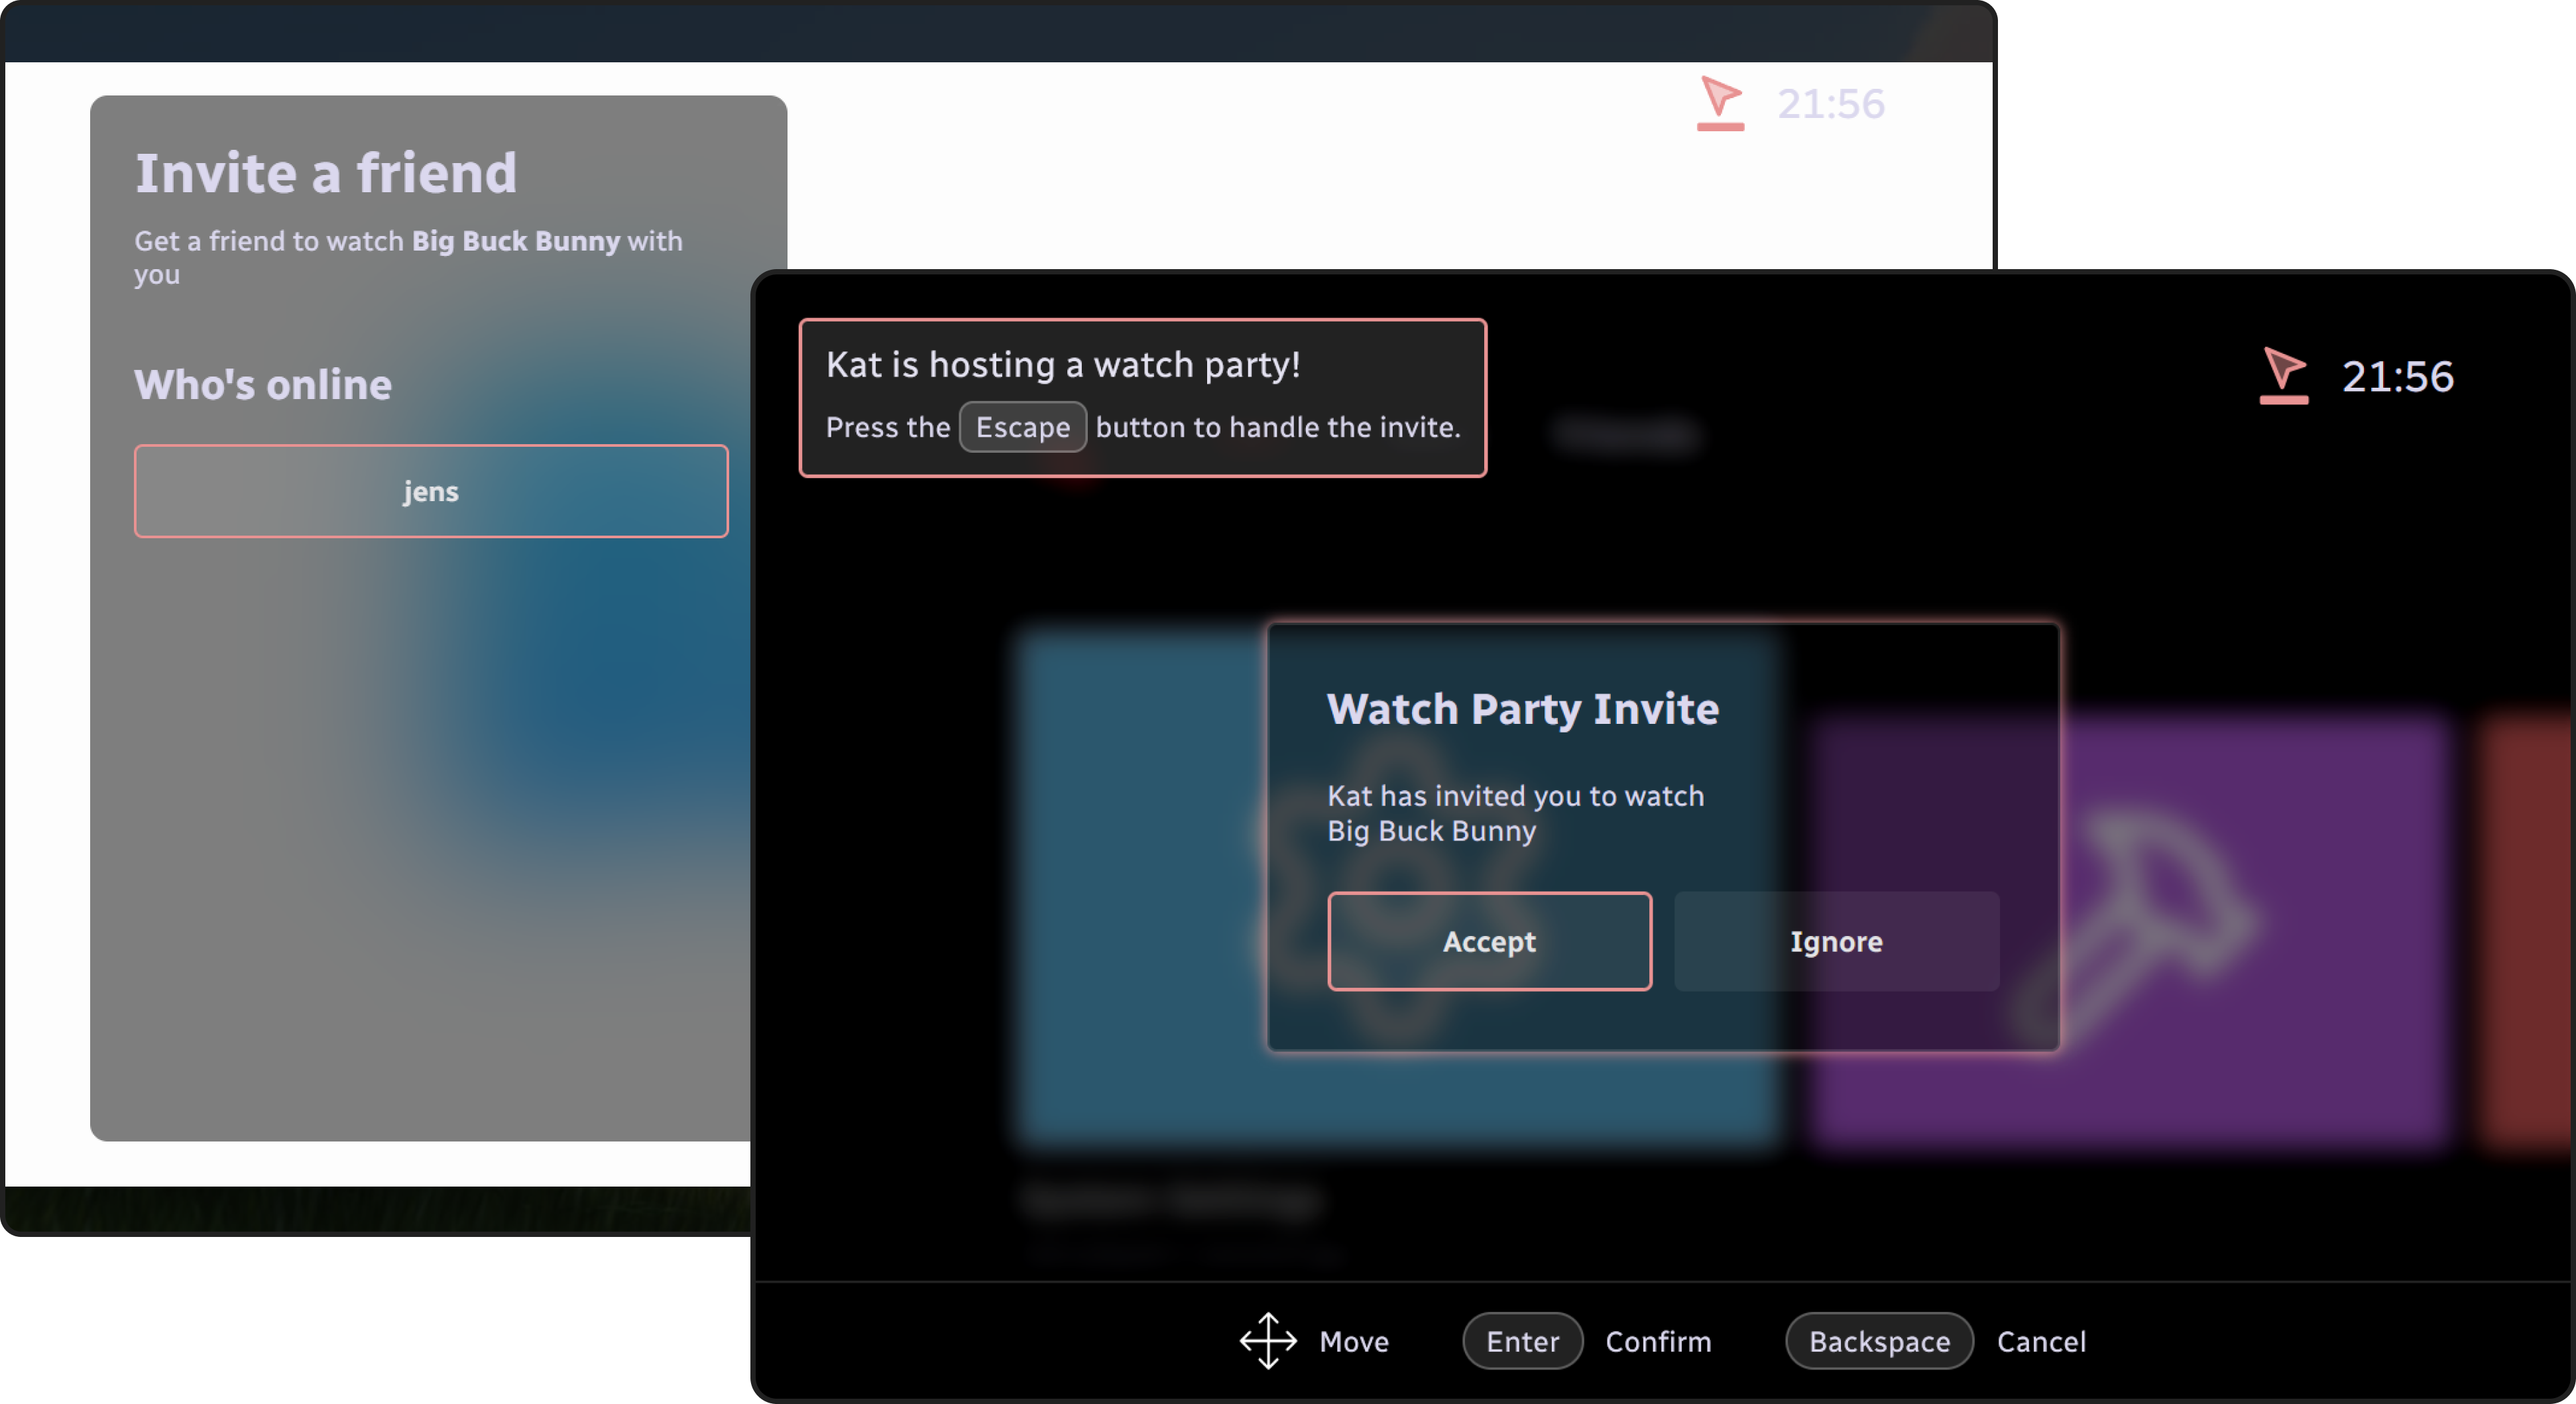 21:56
Invite a friend
Get a friend to watch Big Buck Bunny with
you
Who's online
jens
Kat is hosting a watch party!
Press the Escape button to handle the invite.
21:56
Watch Party Invite
Kat has invited you to watch
Big Buck Bunny
Accept
Ignore
Move
Enter Confirm
Backspace Cancel